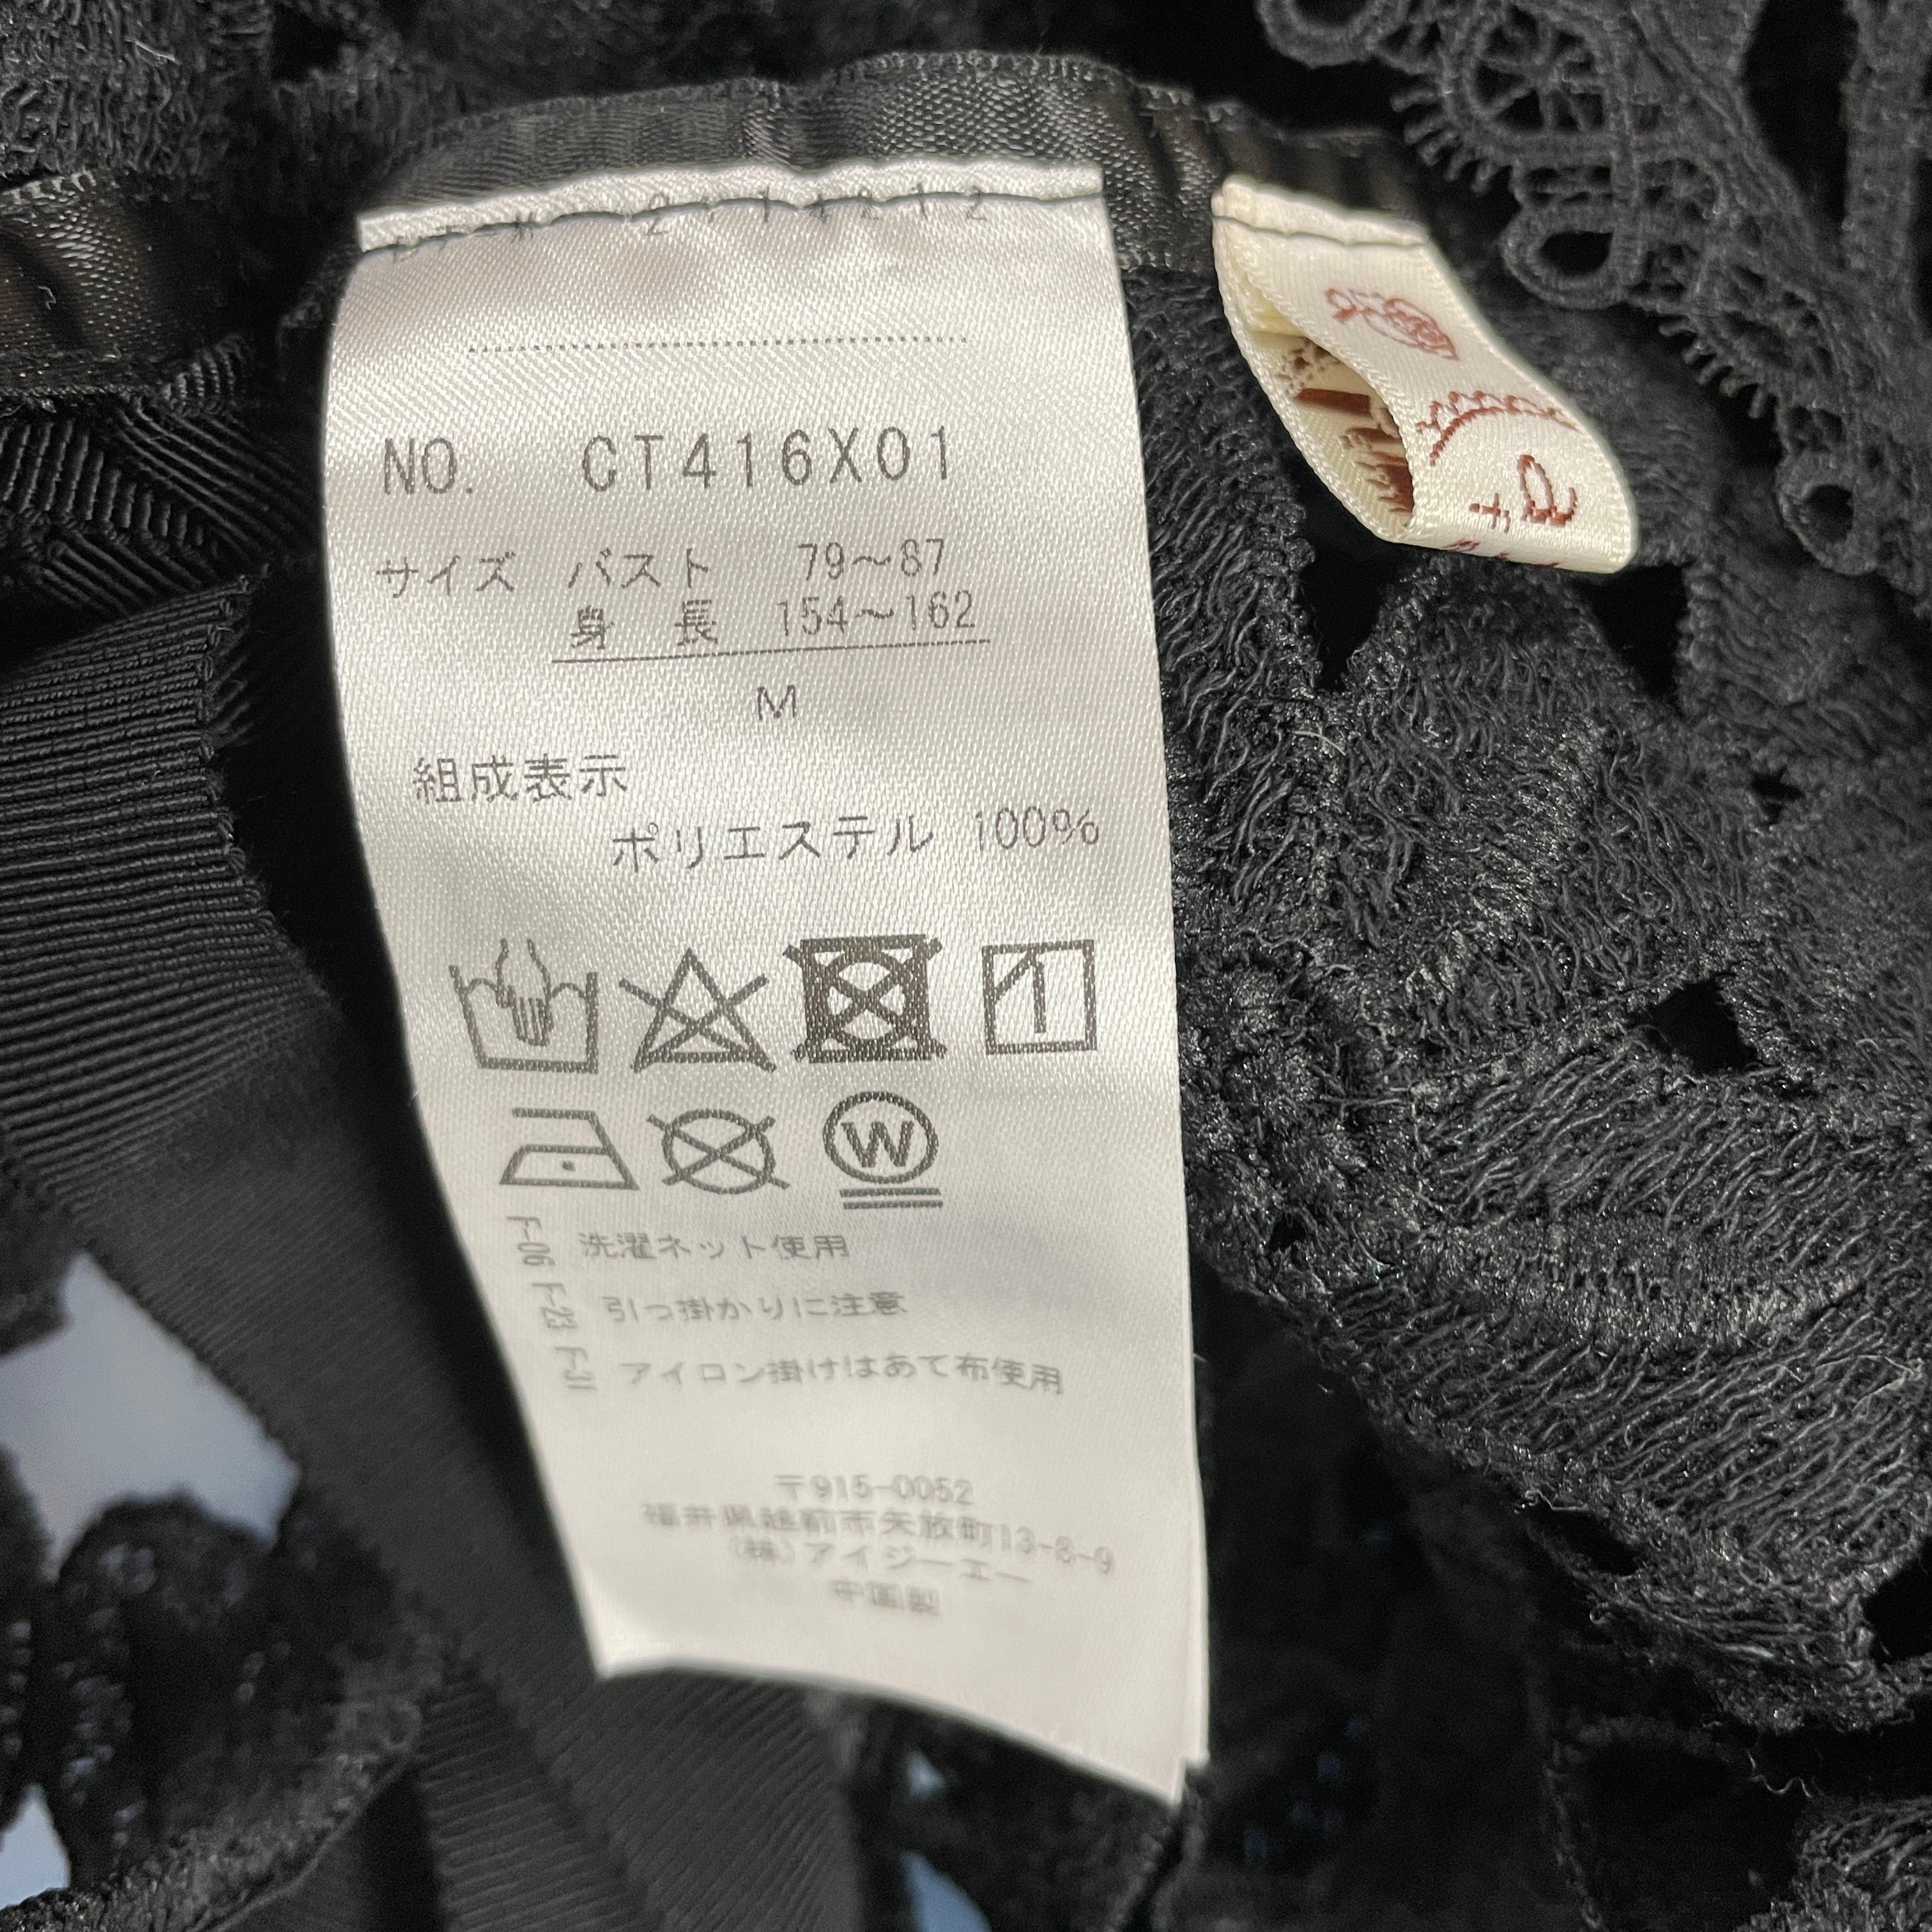 NO. CT416X01
サイズ バスト 79～87
身 長 154～162
M
組成表示
ポリエステル 100%
W
F-06 洗濯ネット使用
F-23 引っ掛かりに注意
F-31 アイロン掛けはあて布使用
〒915-0052
福井県越前市矢放町13-8-9
(株)アイジーエー
中国製